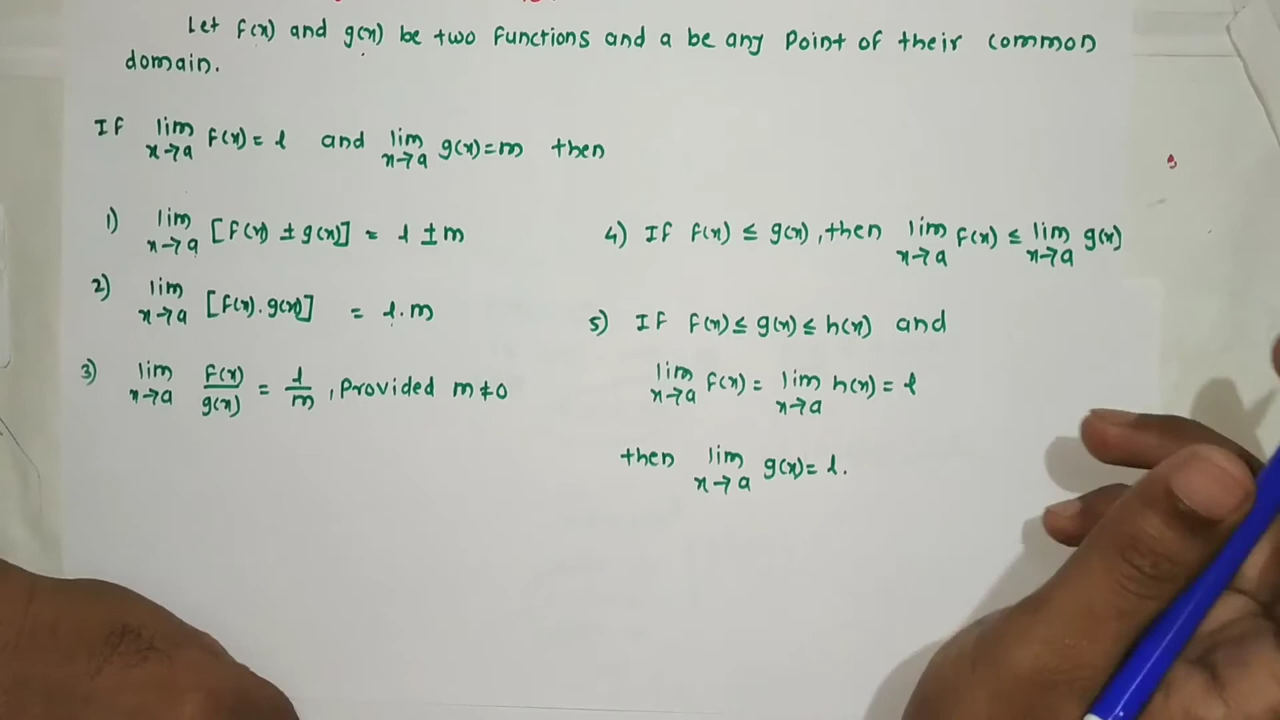 Let f(x) and g(x) be two functions and a be any point of their common
domain.
If lim x→a f(x) = l and lim x→a g(x) = m then
1) lim x→a [f(x) ± g(x)] = l ± m
2) lim x→a [f(x). g(x)] = l. m
3) lim x→a f(x)/g(x) = l/m , provided m ≠ 0
4) If f(x) ≤ g(x), then lim x→a f(x) ≤ lim x→a g(x)
5) If f(x) ≤ g(x) ≤ h(x) and
lim x→a f(x) = lim x→a h(x) = l
then lim x→a g(x) = l.